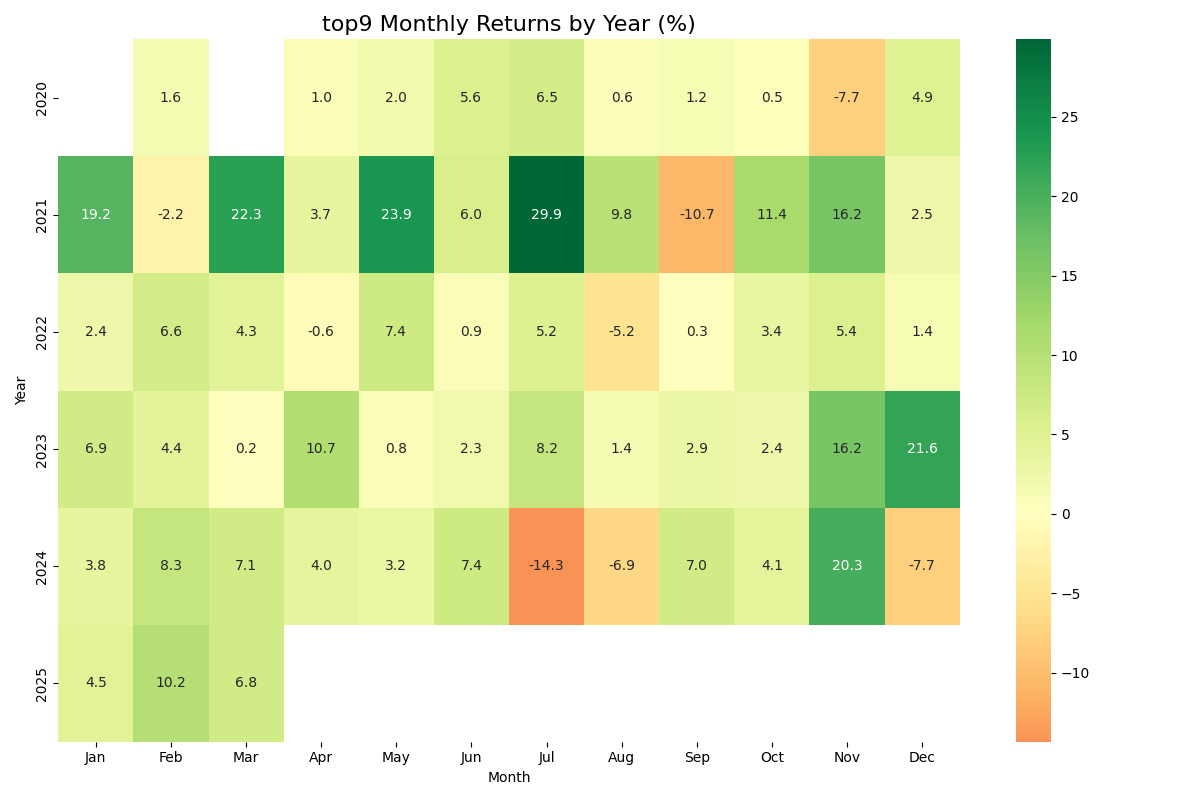 top9 Monthly Returns by Year (%)
2020 1.6 1.0 2.0 5.6 6.5 0.6 1.2 0.5 -7.7 4.9
2021 19.2 -2.2 22.3 3.7 23.9 6.0 29.9 9.8 -10.7 11.4 16.2 2.5
2022 2.4 6.6 4.3 -0.6 7.4 0.9 5.2 -5.2 0.3 3.4 5.4 1.4
2023 6.9 4.4 0.2 10.7 0.8 2.3 8.2 1.4 2.9 2.4 16.2 21.6
2024 3.8 8.3 7.1 4.0 3.2 7.4 -14.3 -6.9 7.0 4.1 20.3 -7.7
2025 4.5 10.2 6.8
Jan Feb Mar Apr May Jun Jul Aug Sep Oct Nov Dec
Month
Year
25
20
15
10
5
0
−5
−10